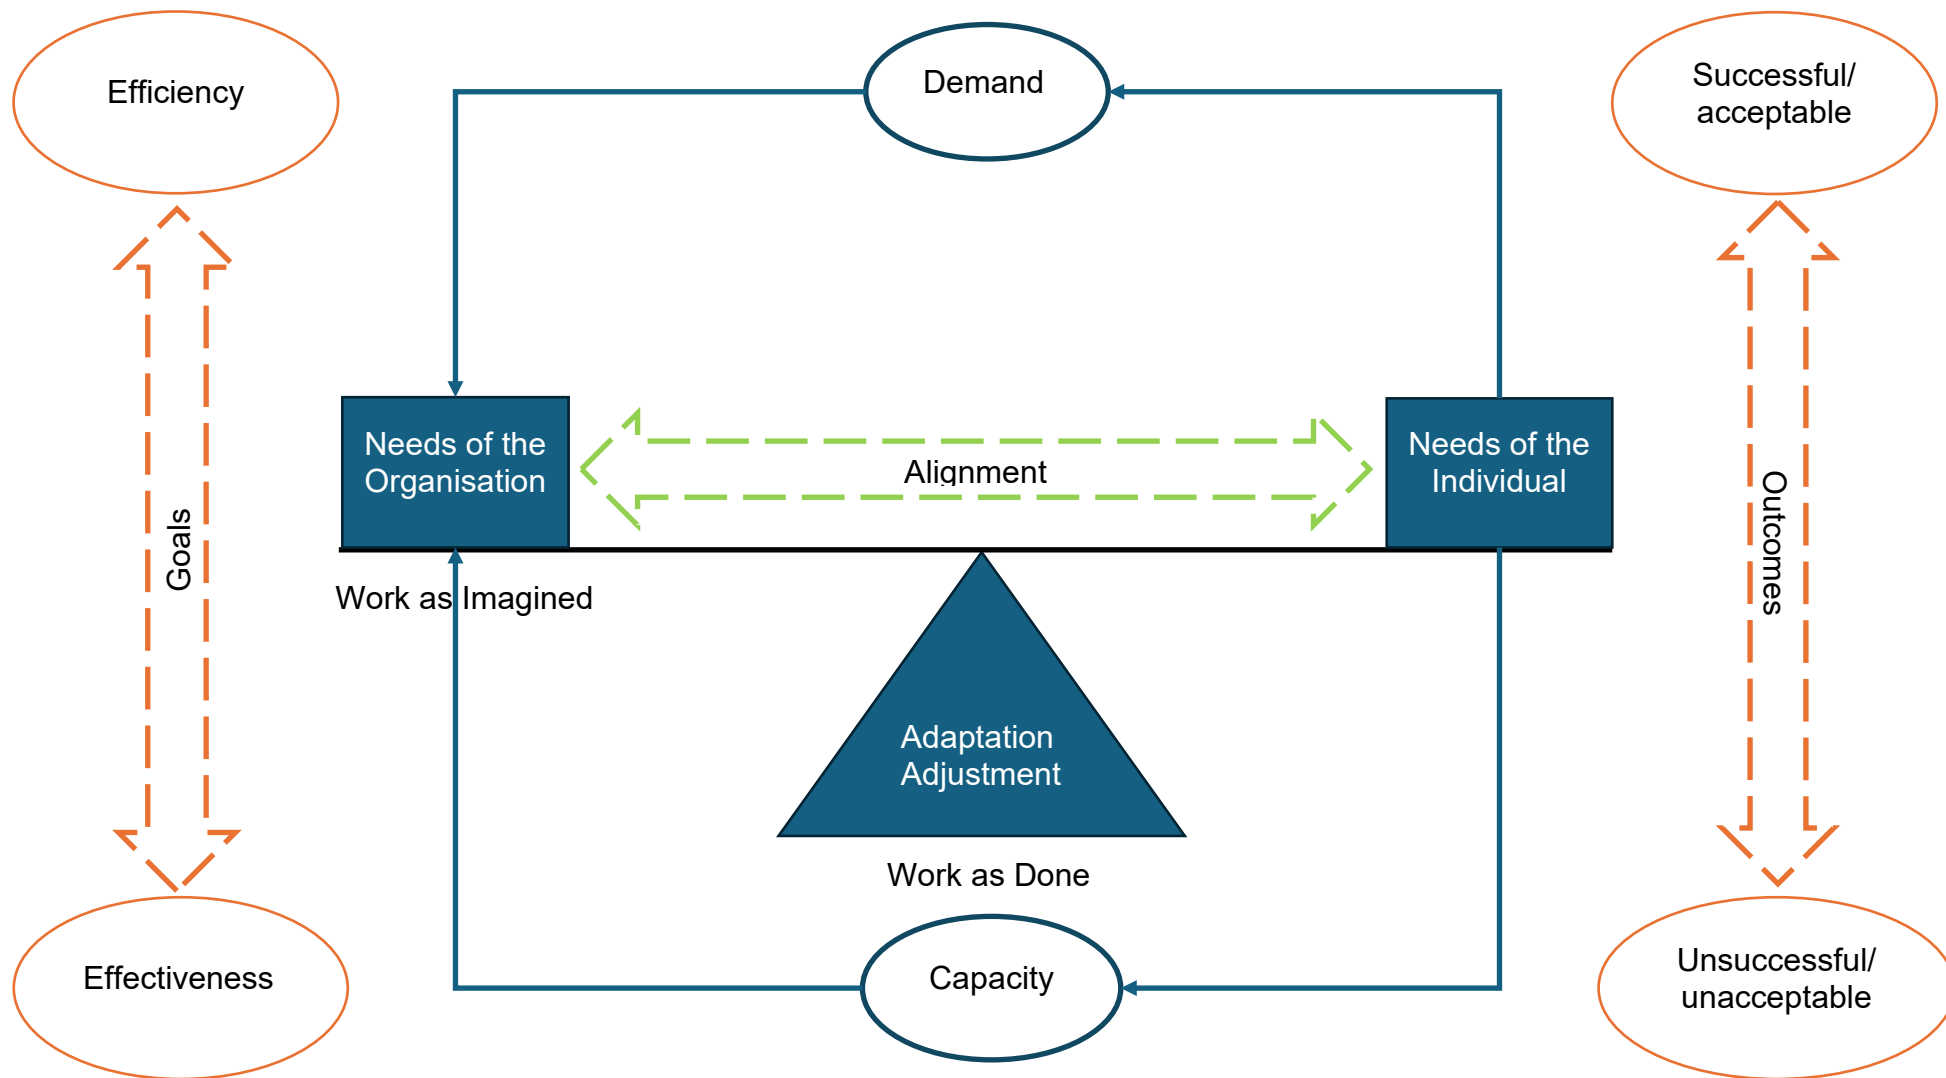 Efficiency
Demand
Successful/
acceptable
Needs of the
Organisation
Alignment
Needs of the
Individual
Goals
Outcomes
Work as Imagined
Adaptation
Adjustment
Work as Done
Effectiveness
Capacity
Unsuccessful/
unacceptable